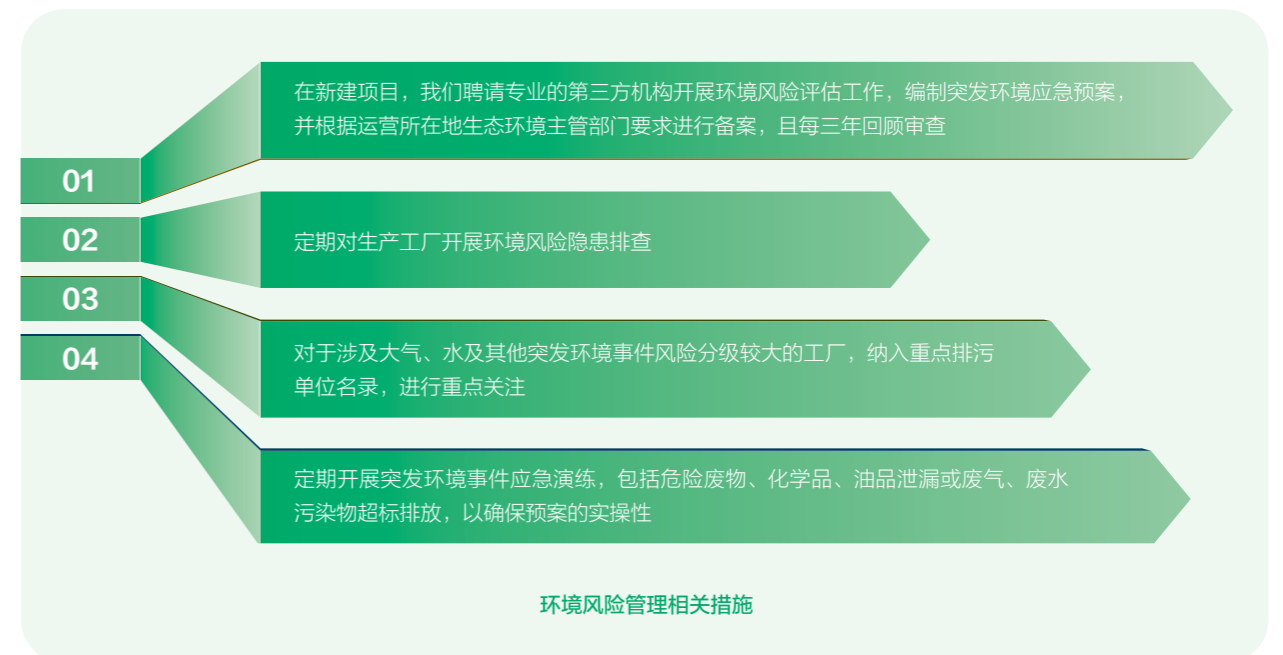 01
在新建项目，我们聘请专业的第三方机构开展环境风险评估工作，编制突发环境应急预案，
并根据运营所在地生态环境主管部门要求进行备案，且每三年回顾审查
02
定期对生产工厂开展环境风险隐患排查
03
对于涉及大气、水及其他突发环境事件风险分级较大的工厂，纳入重点排污
单位名录，进行重点关注
04
定期开展突发环境事件应急演练，包括危险废物、化学品、油品泄漏或废气、废水
污染物超标排放，以确保预案的实操性
环境风险管理相关措施